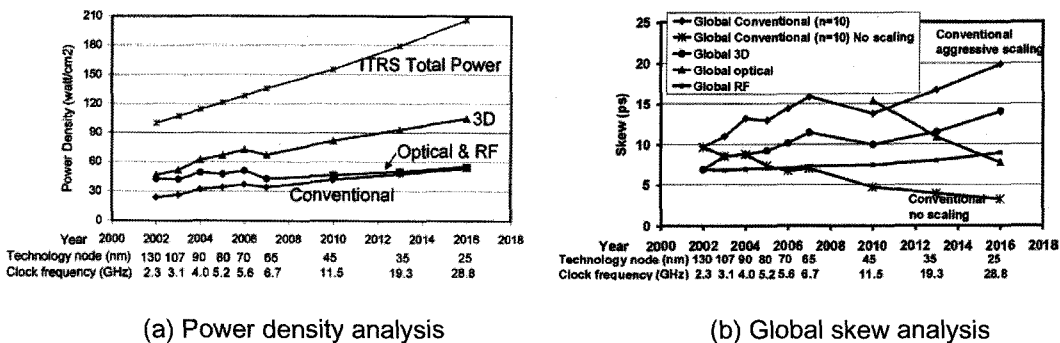 210
180
150
120
90
60
30
0
Power Density (watt/cm2)
ITRS Total Power
3D
Optical & RF
Conventional
Year
2000 2002 2004 2006 2008 2010 2012 2014 2016 2018
Technology node (nm) 130 107 90 80 70 65 45 35 25
Clock frequency (GHz) 2.3 3.1 4.0 5.2 5.6 6.7 11.5 19.3 28.8
(a) Power density analysis
25
20
15
10
5
0
Skew (ps)
Global Conventional (n=10)
Global Conventional (n=10) No scaling
Global 3D
Global optical
Global RF
Conventional
aggressive scaling
Conventional
no scaling
Year
2000 2002 2004 2006 2008 2010 2012 2014 2016 2018
Technology node (nm) 130 107 90 80 70 65 45 35 25
Clock frequency (GHz) 2.3 3.1 4.0 5.2 5.6 6.7 11.5 19.3 28.8
(b) Global skew analysis